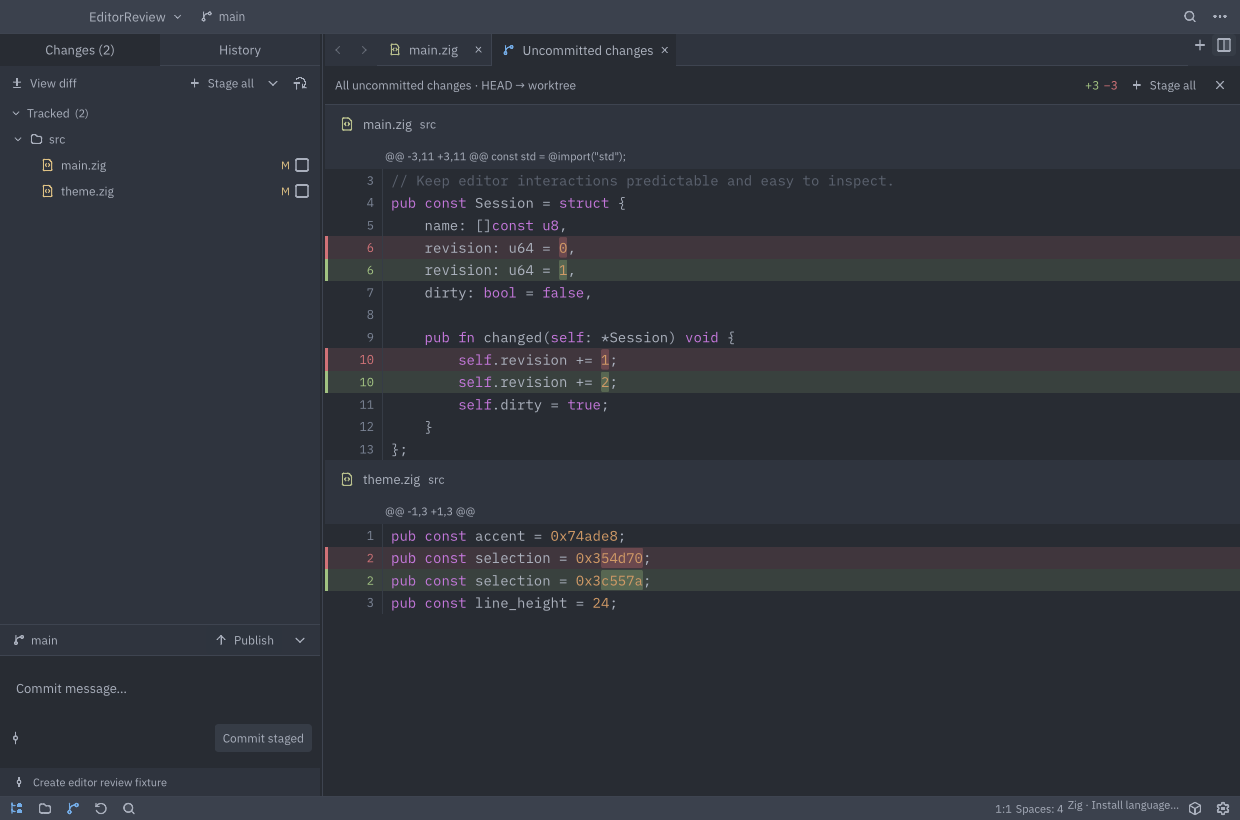 EditorReview main
Changes (2) History
main.zig Uncommitted changes
View diff Stage all
All uncommitted changes · HEAD → worktree +3 −3 Stage all
Tracked (2)
src
main.zig M
theme.zig M
main.zig src
@@ -3,11 +3,11 @@ const std = @import("std");
3 // Keep editor interactions predictable and easy to inspect.
4 pub const Session = struct {
5 name: []const u8,
6 revision: u64 = 0,
6 revision: u64 = 1,
7 dirty: bool = false,
8
9 pub fn changed(self: *Session) void {
10 self.revision += 1;
10 self.revision += 2;
11 self.dirty = true;
12 }
13 };
theme.zig src
@@ -1,3 +1,3 @@
1 pub const accent = 0x74ade8;
2 pub const selection = 0x354d70;
2 pub const selection = 0x3c557a;
3 pub const line_height = 24;
main Publish
Commit message...
Commit staged
Create editor review fixture
1:1 Spaces: 4 Zig · Install language...